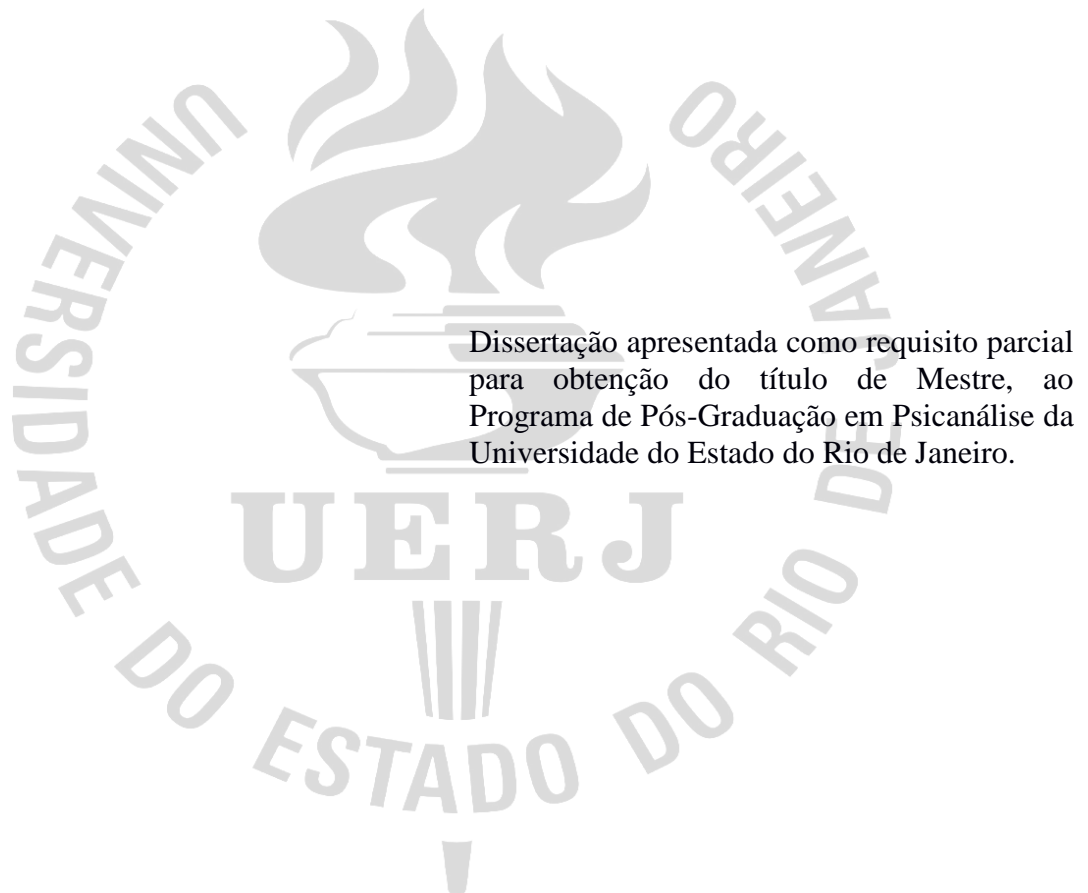 UNIVERSIDADE DO ESTADO DO RIO DE JANEIRO
UERJ
Dissertação apresentada como requisito parcial
para obtenção do título de Mestre, ao
Programa de Pós-Graduação em Psicanálise da
Universidade do Estado do Rio de Janeiro.